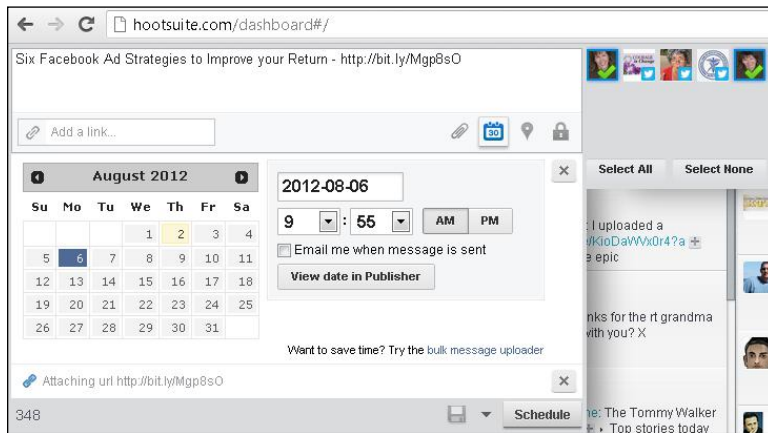 hootsuite.com/dashboard#/
Six Facebook Ad Strategies to Improve your Return - http://bit.ly/Mgp8sO
Add a link...
30
Select All Select None
August 2012
Su Mo Tu We Th Fr Sa
1 2 3 4
5 6 7 8 9 10 11
12 13 14 15 16 17 18
19 20 21 22 23 24 25
26 27 28 29 30 31
2012-08-06
9 : 55 AM PM
Email me when message is sent
View date in Publisher
Want to save time? Try the bulk message uploader
Attaching url http://bit.ly/Mgp8sO
348
Schedule
: I uploaded a
/KioDaWVx0r4?a
e epic
nks for the rt grandma
with you? X
ne: The Tommy Walker
Top stories today